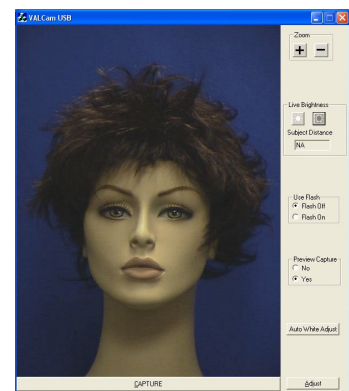 VALCam USB
Zoom
+ −
Live Brightness
Subject Distance
NA
Use Flash
Flash Off
Flash On
Preview Capture
No
Yes
Auto White Adjust
CAPTURE
Adjust